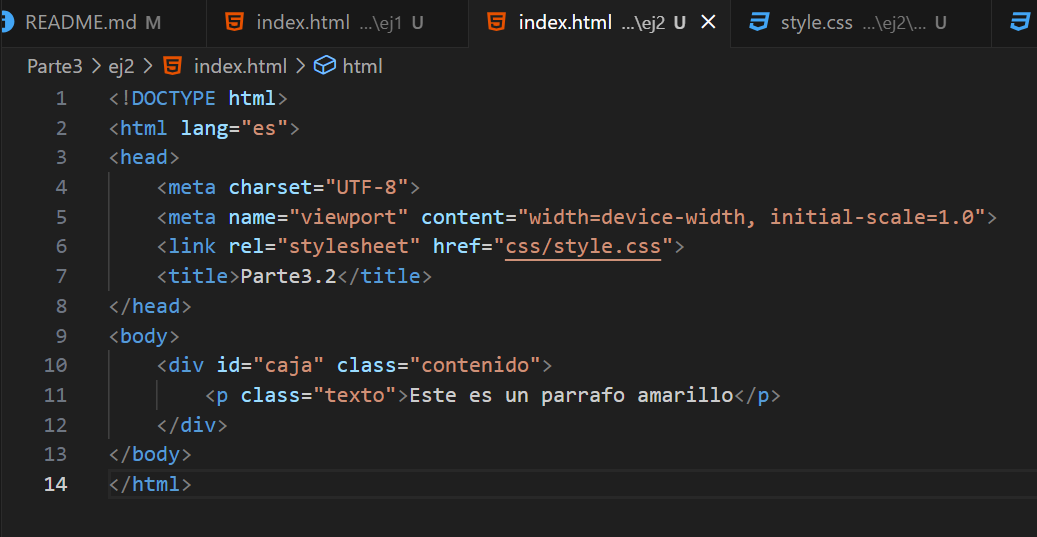 README.md M index.html ...\ej1 U index.html ...\ej2 U style.css ...\ej2\... U
Parte3 > ej2 > index.html > html
1 <!DOCTYPE html>
2 <html lang="es">
3 <head>
4 <meta charset="UTF-8">
5 <meta name="viewport" content="width=device-width, initial-scale=1.0">
6 <link rel="stylesheet" href="css/style.css">
7 <title>Parte3.2</title>
8 </head>
9 <body>
10 <div id="caja" class="contenido">
11 <p class="texto">Este es un parrafo amarillo</p>
12 </div>
13 </body>
14 </html>